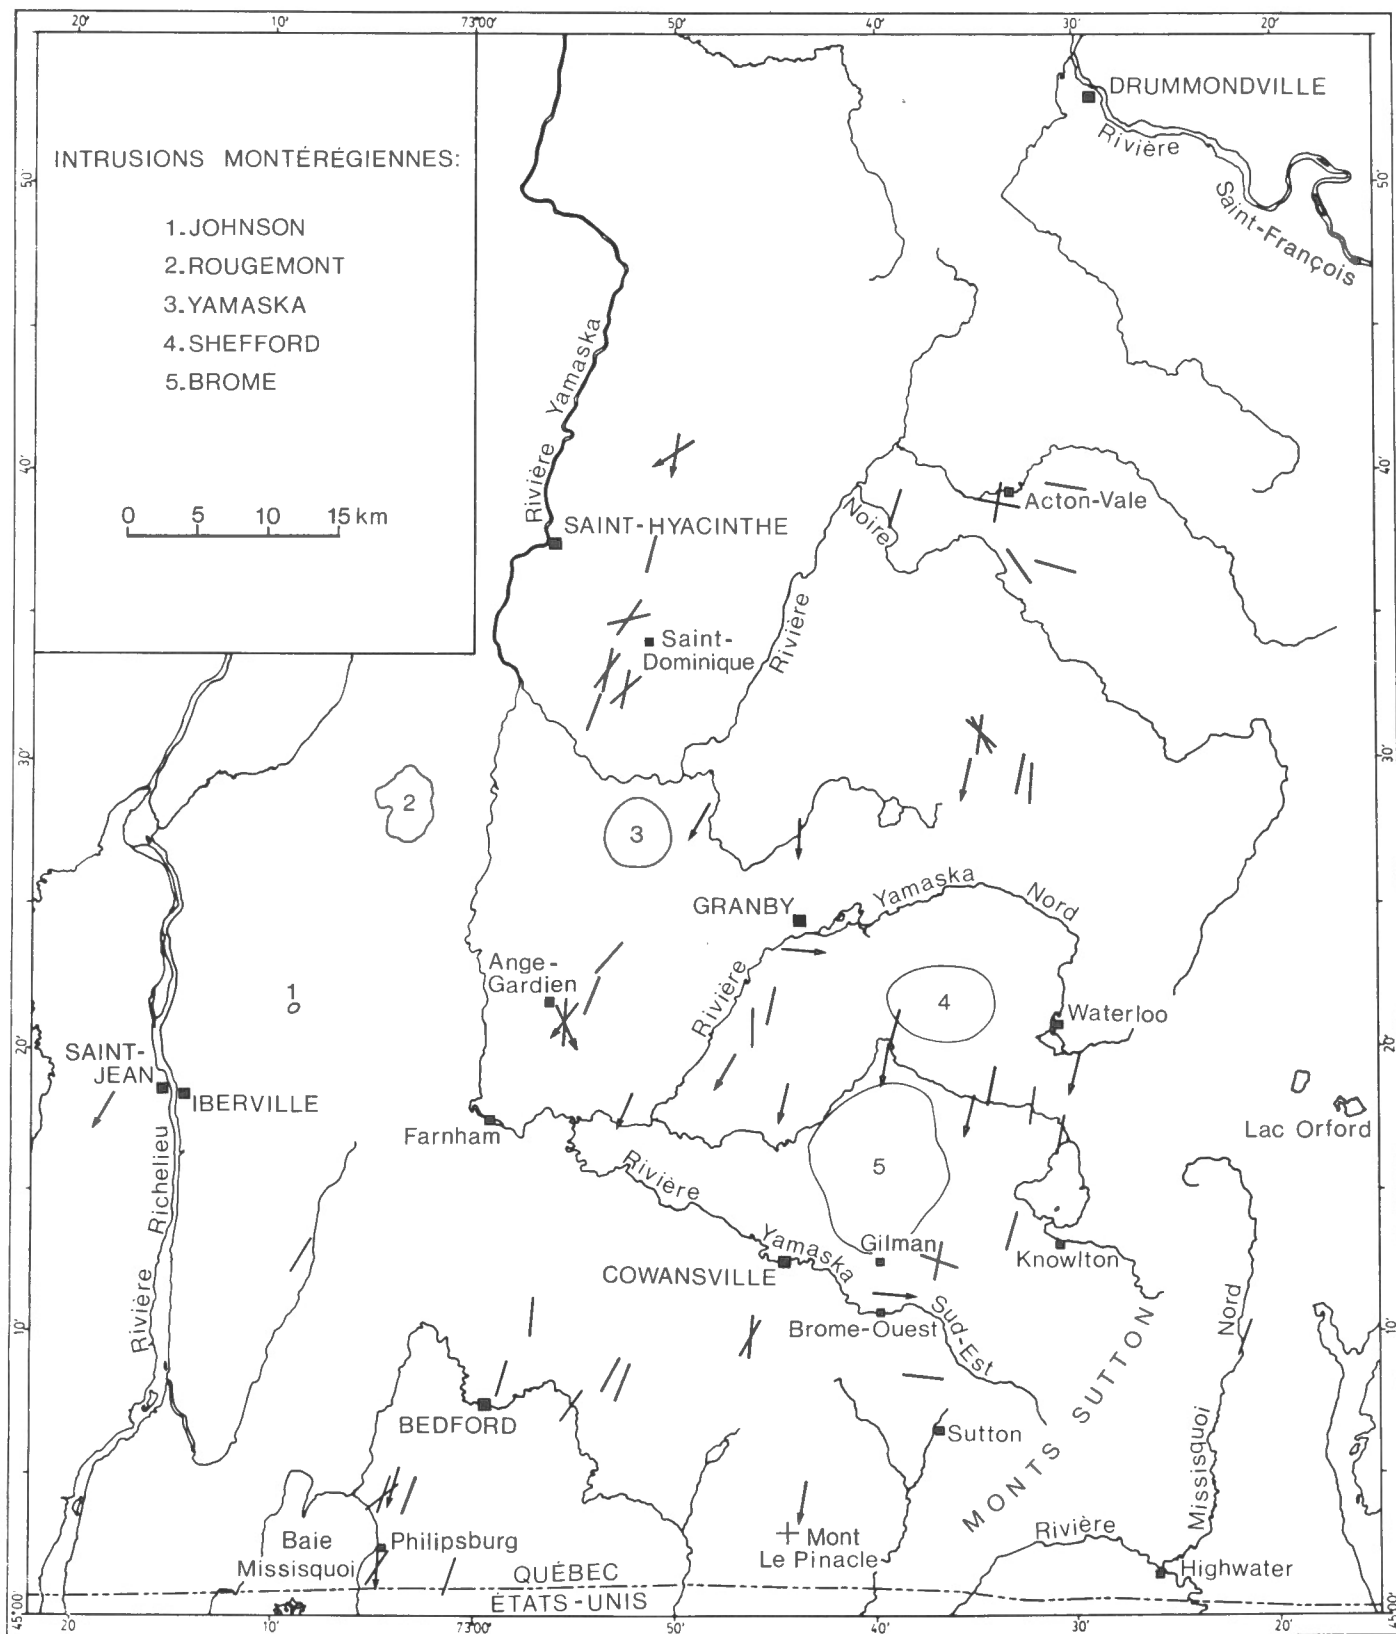 20' 10' 73°00' 50' 40' 30' 20'
DRUMMONDVILLE
Rivière
Saint-François
INTRUSIONS MONTÉRÉGIENNES:
1. JOHNSON
2. ROUGEMONT
3. YAMASKA
4. SHEFFORD
5. BROME
0 5 10 15 km
50'
50'
Rivière Yamaska
40'
40'
Acton-Vale
SAINT-HYACINTHE
Rivière
Noire
Saint-
Dominique
30'
30'
2
3
GRANBY
Rivière
Yamaska
Nord
Ange-
Gardien
1
4
Waterloo
20'
20'
SAINT-
JEAN
IBERVILLE
Farnham
Lac Orford
5
Rivière
Richelieu
Rivière
Yamaska
Sud-Est
Gilman
Knowlton
COWANSVILLE
Brome-Ouest
10'
10'
BEDFORD
Sutton
MONTS SUTTON
Missisquoi
Nord
Rivière
Baie
Missisquoi
Philipsburg
Mont
Le Pinacle
Highwater
QUÉBEC
ÉTATS-UNIS
45°00'
45°00'
20' 10' 73°00' 50' 40' 30' 20'